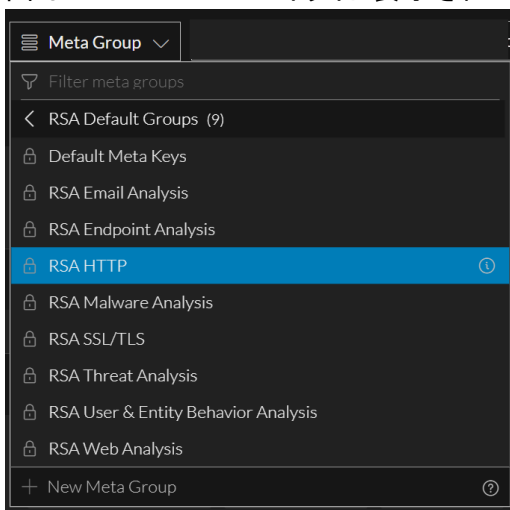 Meta Group
Filter meta groups
RSA Default Groups (9)
Default Meta Keys
RSA Email Analysis
RSA Endpoint Analysis
RSA HTTP
RSA Malware Analysis
RSA SSL/TLS
RSA Threat Analysis
RSA User & Entity Behavior Analysis
RSA Web Analysis
New Meta Group